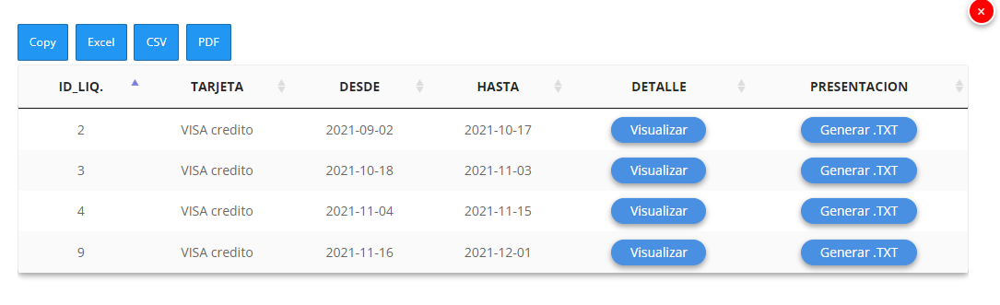 ×
Copy Excel CSV PDF
ID_LIQ. TARJETA DESDE HASTA DETALLE PRESENTACION
2 VISA credito 2021-09-02 2021-10-17 Visualizar Generar .TXT
3 VISA credito 2021-10-18 2021-11-03 Visualizar Generar .TXT
4 VISA credito 2021-11-04 2021-11-15 Visualizar Generar .TXT
9 VISA credito 2021-11-16 2021-12-01 Visualizar Generar .TXT